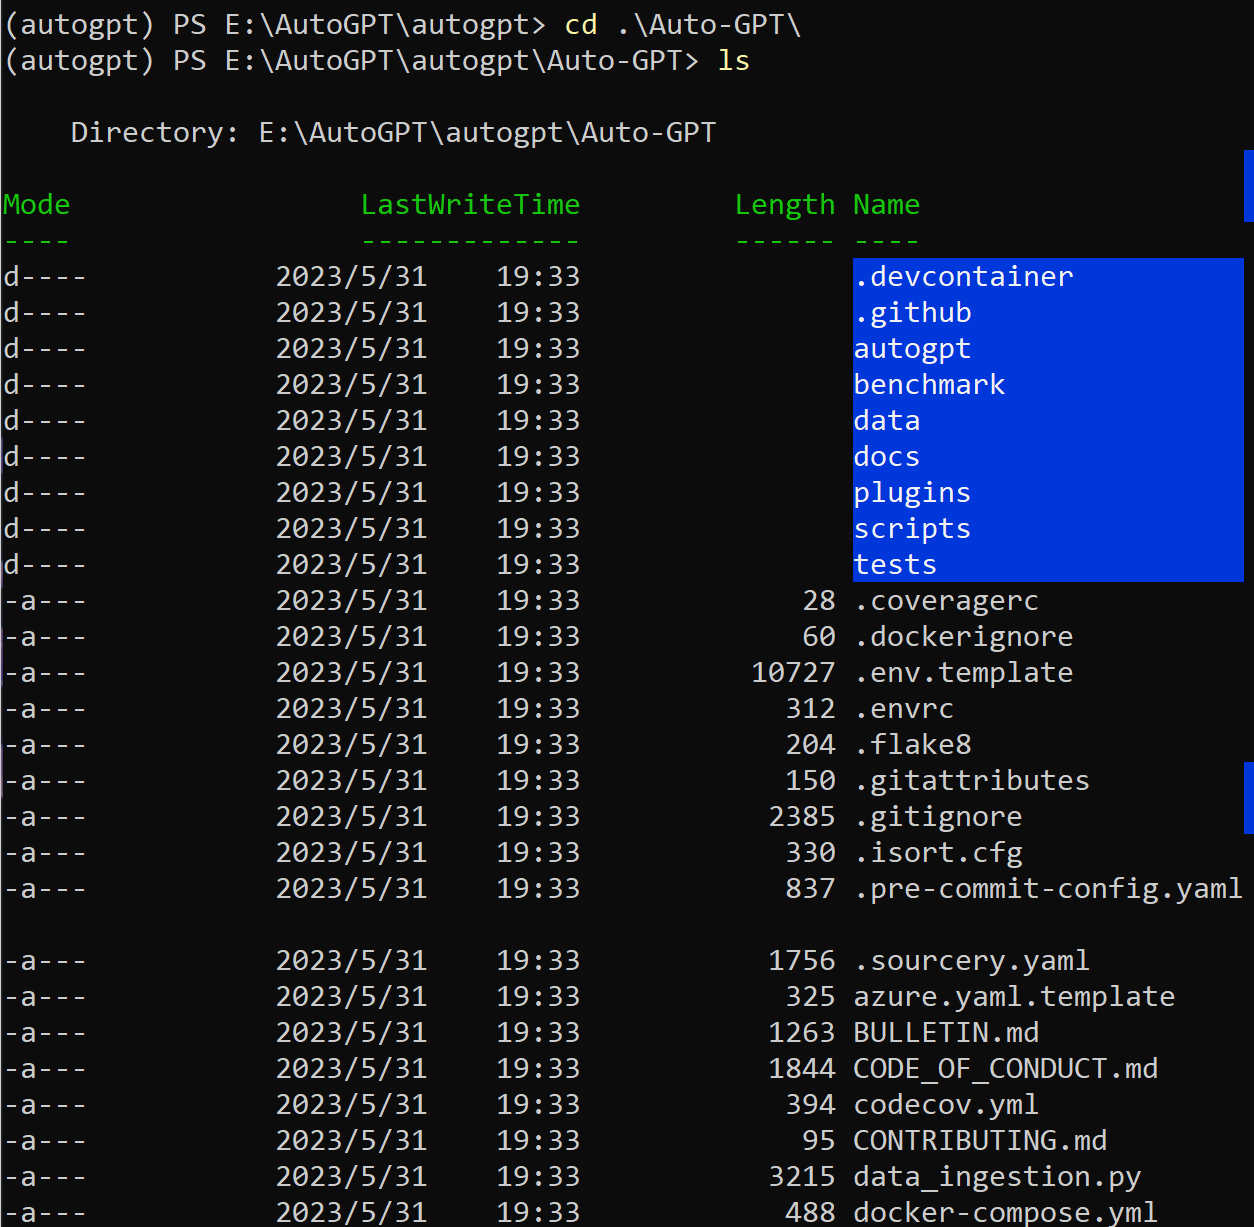 (autogpt) PS E:\AutoGPT\autogpt> cd .\Auto-GPT\
(autogpt) PS E:\AutoGPT\autogpt\Auto-GPT> ls
    Directory: E:\AutoGPT\autogpt\Auto-GPT
Mode                 LastWriteTime         Length Name
----                 -------------         ------ ----
d----           2023/5/31    19:33                .devcontainer
d----           2023/5/31    19:33                .github
d----           2023/5/31    19:33                autogpt
d----           2023/5/31    19:33                benchmark
d----           2023/5/31    19:33                data
d----           2023/5/31    19:33                docs
d----           2023/5/31    19:33                plugins
d----           2023/5/31    19:33                scripts
d----           2023/5/31    19:33                tests
-a---           2023/5/31    19:33             28 .coveragerc
-a---           2023/5/31    19:33             60 .dockerignore
-a---           2023/5/31    19:33          10727 .env.template
-a---           2023/5/31    19:33            312 .envrc
-a---           2023/5/31    19:33            204 .flake8
-a---           2023/5/31    19:33            150 .gitattributes
-a---           2023/5/31    19:33           2385 .gitignore
-a---           2023/5/31    19:33            330 .isort.cfg
-a---           2023/5/31    19:33            837 .pre-commit-config.yaml
-a---           2023/5/31    19:33           1756 .sourcery.yaml
-a---           2023/5/31    19:33            325 azure.yaml.template
-a---           2023/5/31    19:33           1263 BULLETIN.md
-a---           2023/5/31    19:33           1844 CODE_OF_CONDUCT.md
-a---           2023/5/31    19:33            394 codecov.yml
-a---           2023/5/31    19:33             95 CONTRIBUTING.md
-a---           2023/5/31    19:33           3215 data_ingestion.py
-a---           2023/5/31    19:33            488 docker-compose.yml